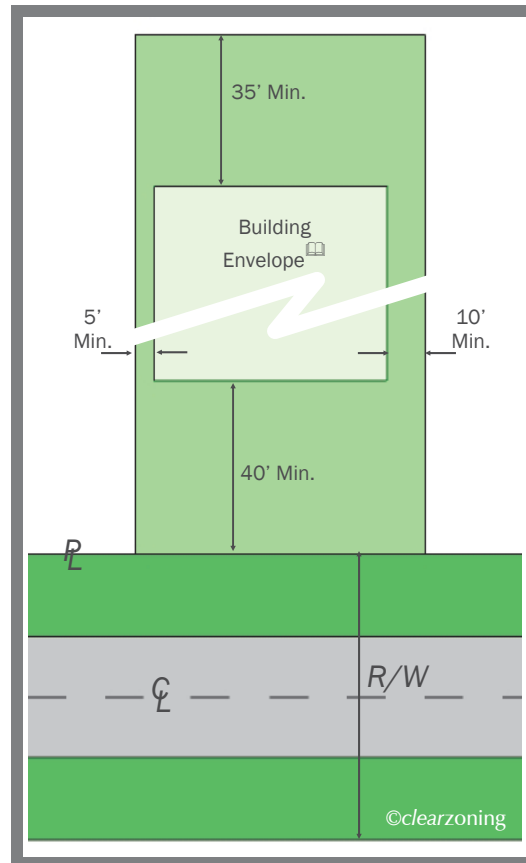 35’ Min.
Building
Envelope
5’
Min.
10’
Min.
40’ Min.
PL
R/W
CL
©clearzoning